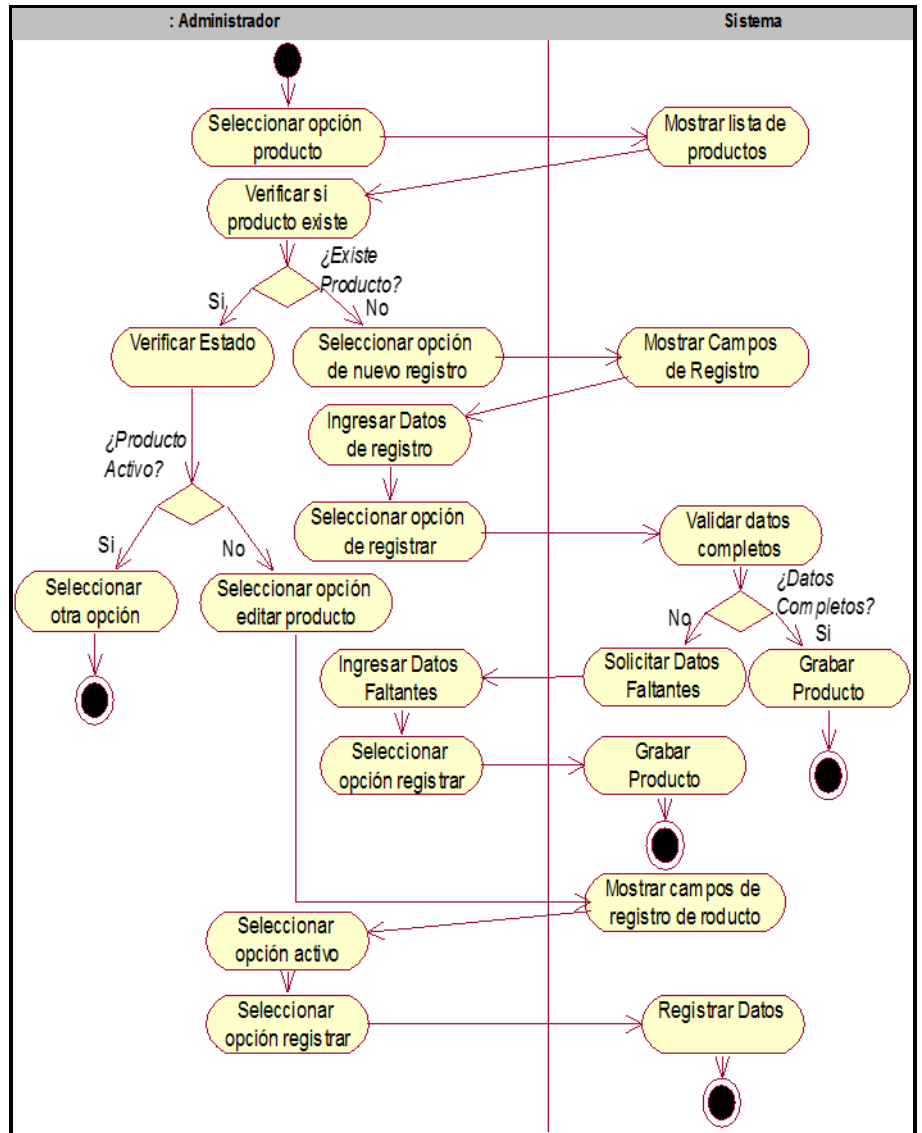 : Administrador
Sistema
Seleccionar opción
producto
Mostrar lista de
productos
Verificar si
producto existe
¿Existe
Producto?
Si
No
Verificar Estado
Seleccionar opción
de nuevo registro
Mostrar Campos
de Registro
Ingresar Datos
de registro
¿Producto
Activo?
Seleccionar opción
de registrar
Validar datos
completos
Si
No
¿Datos
Completos?
Seleccionar
otra opción
Seleccionar opción
editar producto
No
Si
Ingresar Datos
Faltantes
Solicitar Datos
Faltantes
Grabar
Producto
Seleccionar
opción registrar
Grabar
Producto
Mostrar campos de
registro de roducto
Seleccionar
opción activo
Seleccionar
opción registrar
Registrar Datos